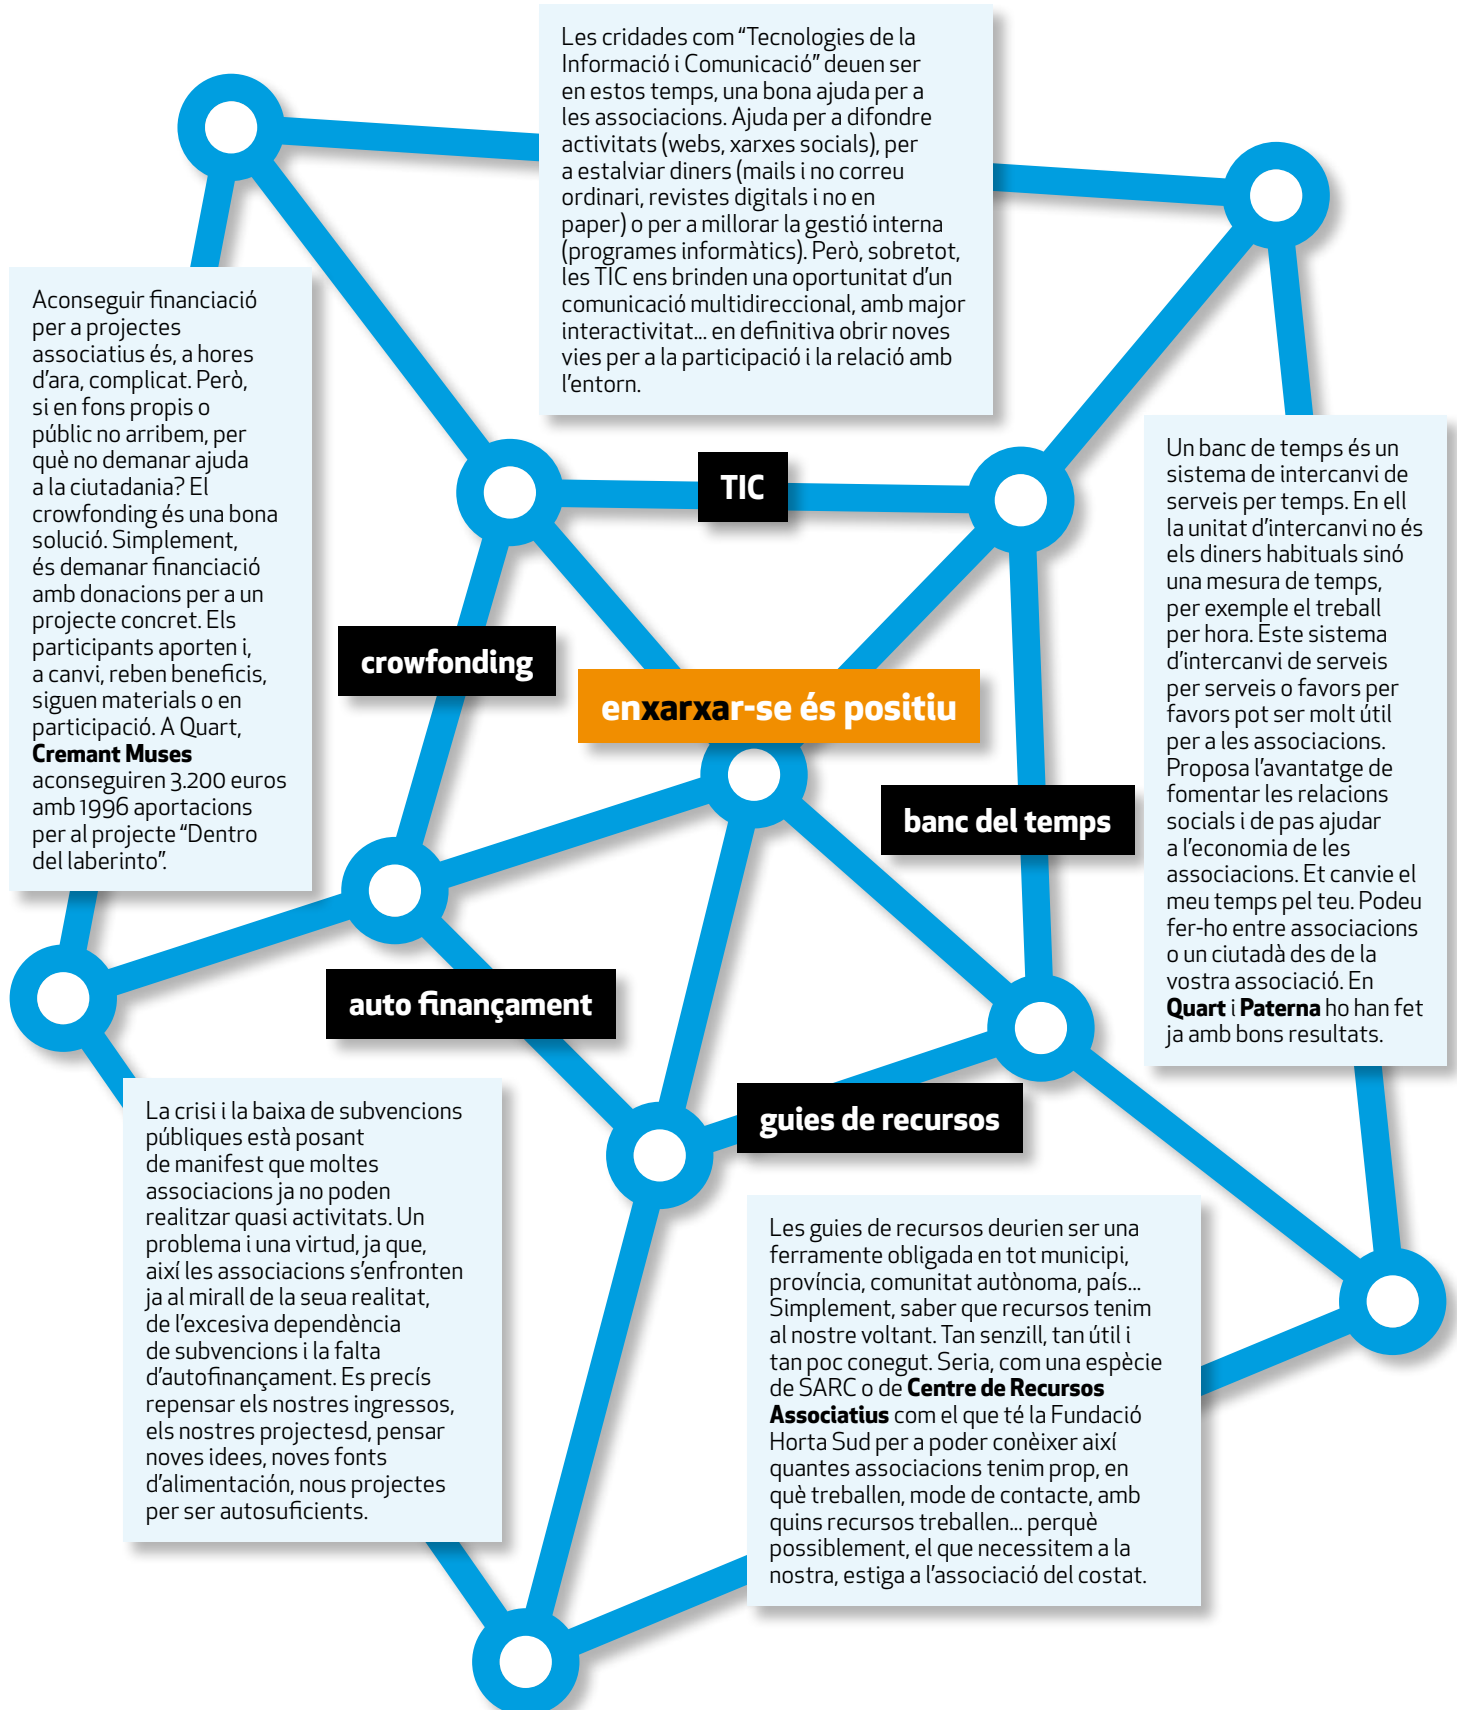 Les cridades com “Tecnologies de la
Informació i Comunicació” deuen ser
en estos temps, una bona ajuda per a
les associacions. Ajuda per a difondre
activitats (webs, xarxes socials), per
a estalviar diners (mails i no correu
ordinari, revistes digitals i no en
paper) o per a millorar la gestió interna
(programes informàtics). Però, sobretot,
les TIC ens brinden una oportunitat d’un
comunicació multidireccional, amb major
interactivitat... en definitiva obrir noves
vies per a la participació i la relació amb
l’entorn.
Aconseguir financiació
per a projectes
associatius és, a hores
d’ara, complicat. Però,
si en fons propis o
públic no arribem, per
què no demanar ajuda
a la ciutadania? El
crowfonding és una bona
solució. Simplement,
és demanar financiació
amb donacions per a un
projecte concret. Els
participants aporten i,
a canvi, reben beneficis,
siguen materials o en
participació. A Quart,
Cremant Muses
aconseguiren 3.200 euros
amb 1996 aportacions
per al projecte “Dentro
del laberinto”.
Un banc de temps és un
sistema de intercanvi de
serveis per temps. En ell
la unitat d’intercanvi no és
els diners habituals sinó
una mesura de temps,
per exemple el treball
per hora. Este sistema
d’intercanvi de serveis
per serveis o favors per
favors pot ser molt útil
per a les associacions.
Proposa l’avantatge de
fomentar les relacions
socials i de pas ajudar
a l’economia de les
associacions. Et canvie el
meu temps pel teu. Podeu
fer-ho entre associacions
o un ciutadà des de la
vostra associació. En
Quart i Paterna ho han fet
ja amb bons resultats.
TIC
crowfonding
enxarxar-se és positiu
banc del temps
auto finançament
guies de recursos
La crisi i la baixa de subvencions
públiques està posant
de manifest que moltes
associacions ja no poden
realitzar quasi activitats. Un
problema i una virtud, ja que,
així les associacions s’enfronten
ja al mirall de la seua realitat,
de l’excesiva dependència
de subvencions i la falta
d’autofinançament. Es precís
repensar els nostres ingressos,
els nostres projectesd, pensar
noves idees, noves fonts
d’alimentación, nous projectes
per ser autosuficients.
Les guies de recursos deurien ser una
ferramente obligada en tot municipi,
província, comunitat autònoma, país...
Simplement, saber que recursos tenim
al nostre voltant. Tan senzill, tan útil i
tan poc conegut. Seria, com una espècie
de SARC o de Centre de Recursos
Associatius com el que té la Fundació
Horta Sud per a poder conèixer així
quantes associacions tenim prop, en
què treballen, mode de contacte, amb
quins recursos treballen... perquè
possiblement, el que necessitem a la
nostra, estiga a l’associació del costat.